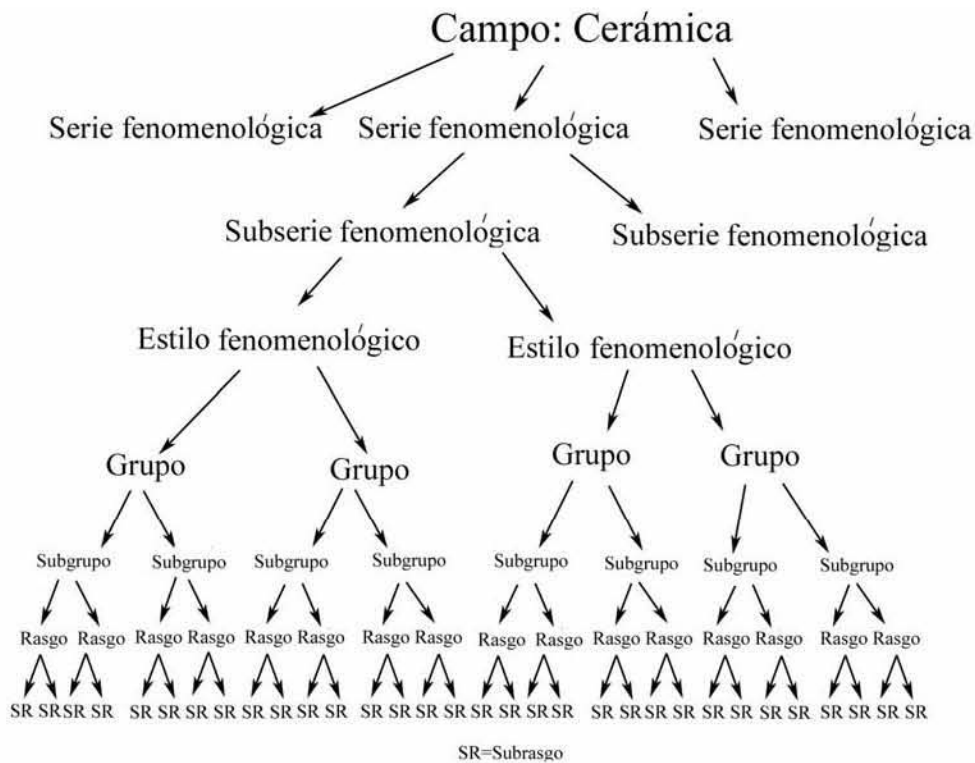 Campo: Cerámica
Serie fenomenológica Serie fenomenológica Serie fenomenológica
Subserie fenomenológica Subserie fenomenológica
Estilo fenomenológico Estilo fenomenológico
Grupo Grupo Grupo Grupo
Subgrupo Subgrupo Subgrupo Subgrupo Subgrupo Subgrupo Subgrupo Subgrupo
Rasgo Rasgo Rasgo Rasgo Rasgo Rasgo Rasgo Rasgo Rasgo Rasgo Rasgo Rasgo Rasgo Rasgo Rasgo Rasgo
SR SR SR SR SR SR SR SR SR SR SR SR SR SR SR SR SR SR SR SR SR SR SR SR SR SR SR SR SR SR SR SR
SR=Subrasgo